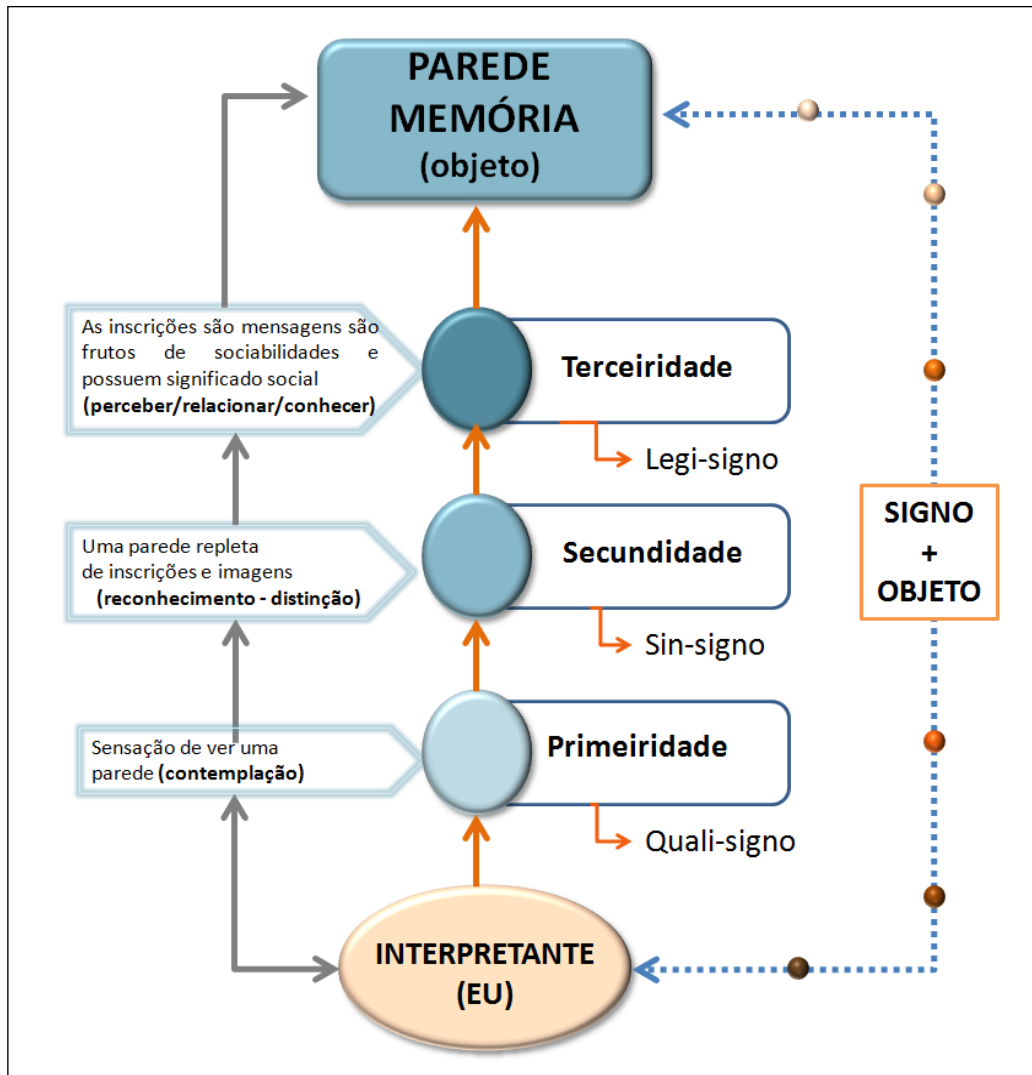 PAREDE
MEMÓRIA
(objeto)
As inscrições são mensagens são
frutos de sociabilidades e
possuem significado social
(perceber/relacionar/conhecer)
Terceiridade
Legi-signo
Uma parede repleta
de inscrições e imagens
(reconhecimento - distinção)
Secundidade
Sin-signo
SIGNO
+
OBJETO
Sensação de ver uma
parede (contemplação)
Primeiridade
Quali-signo
INTERPRETANTE
(EU)